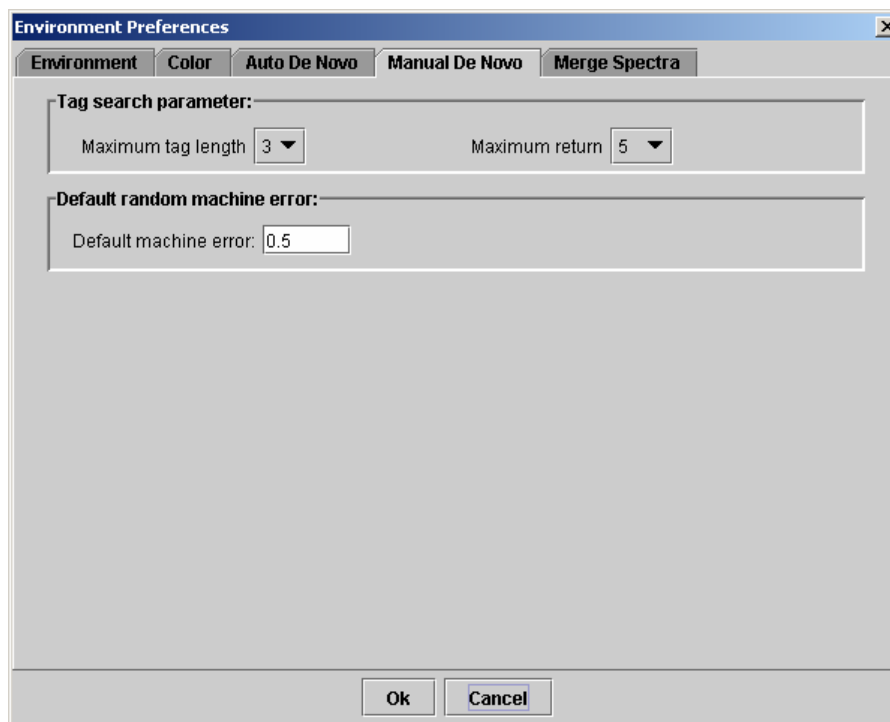 Environment Preferences
Environment Color Auto De Novo Manual De Novo Merge Spectra
Tag search parameter:
Maximum tag length 3 Maximum return 5
Default random machine error:
Default machine error: 0.5
Ok Cancel